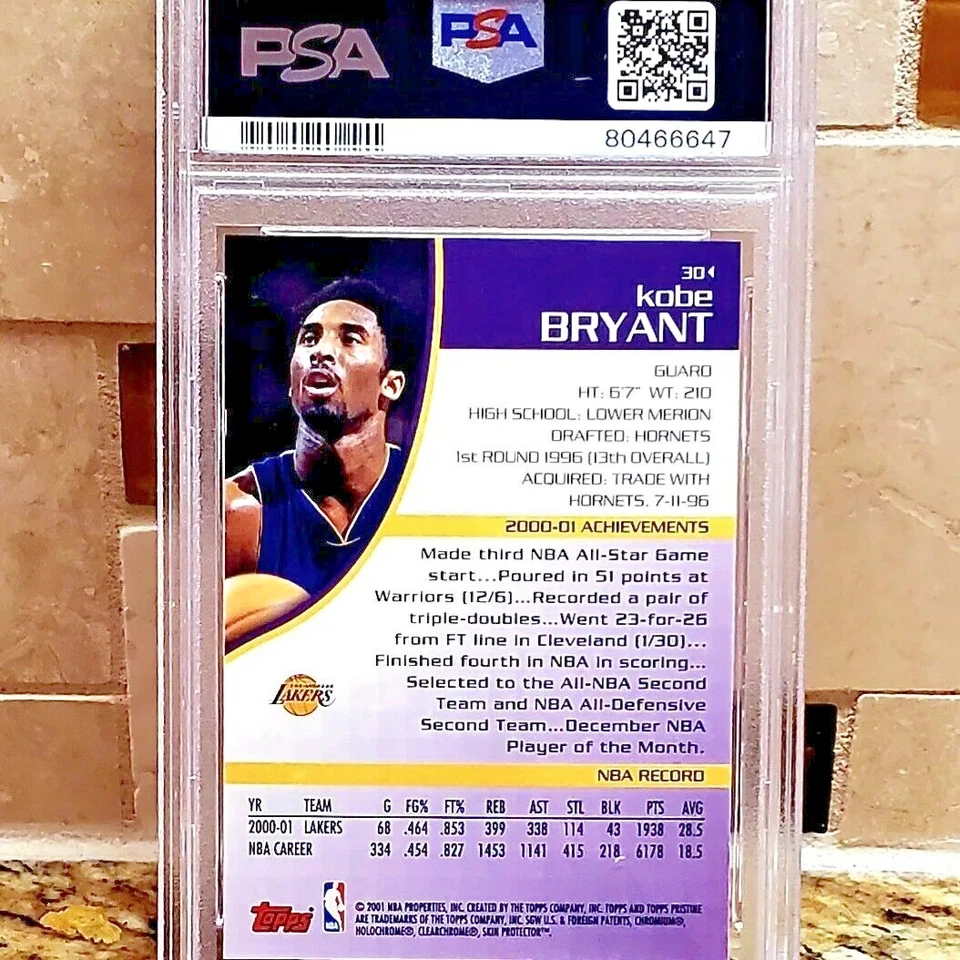 PSA PSA
80466647
30
kobe
BRYANT
GUARD
HT: 6'7" WT: 210
HIGH SCHOOL: LOWER MERION
DRAFTED: HORNETS
1st ROUND 1996 (13th OVERALL)
ACQUIRED: TRADE WITH
HORNETS, 7-11-96
2000-01 ACHIEVEMENTS
Made third NBA All-Star Game
start...Poured in 51 points at
Warriors (12/6)...Recorded a pair of
triple-doubles...Went 23-for-26
from FT line in Cleveland (1/30)...
Finished fourth in NBA in scoring...
Selected to the All-NBA Second
Team and NBA All-Defensive
Second Team...December NBA
Player of the Month.
LAKERS
NBA RECORD
YR TEAM G FG% FT% REB AST STL BLK PTS AVG
2000-01 LAKERS 68 .464 .853 399 338 114 43 1938 28.5
NBA CAREER 334 .454 .827 1453 1141 415 218 6178 18.5
Topps NBA
© 2001 NBA PROPERTIES, INC. CREATED BY THE TOPPS COMPANY, INC. TOPPS AND TOPPS PRISTINE
ARE TRADEMARKS OF THE TOPPS COMPANY, INC. SGW U.S. & FOREIGN PATENTS, CHROMIUM®,
HOLOCHROME®, CLEARCHROME®, SKIN PROTECTOR™.